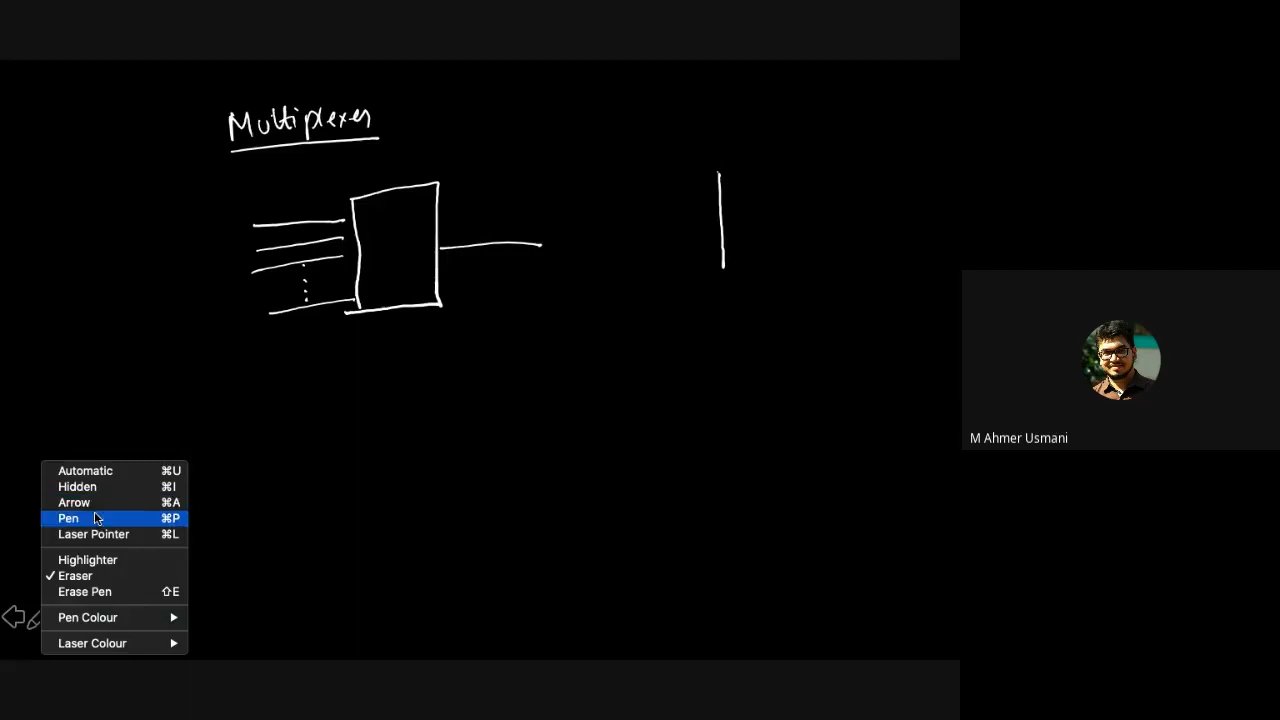 Multiplexer
Automatic ⌘U
Hidden ⌘I
Arrow ⌘A
Pen ⌘P
Laser Pointer ⌘L
Highlighter
✓ Eraser
Erase Pen ⇧E
Pen Colour ▶
Laser Colour ▶
M Ahmer Usmani